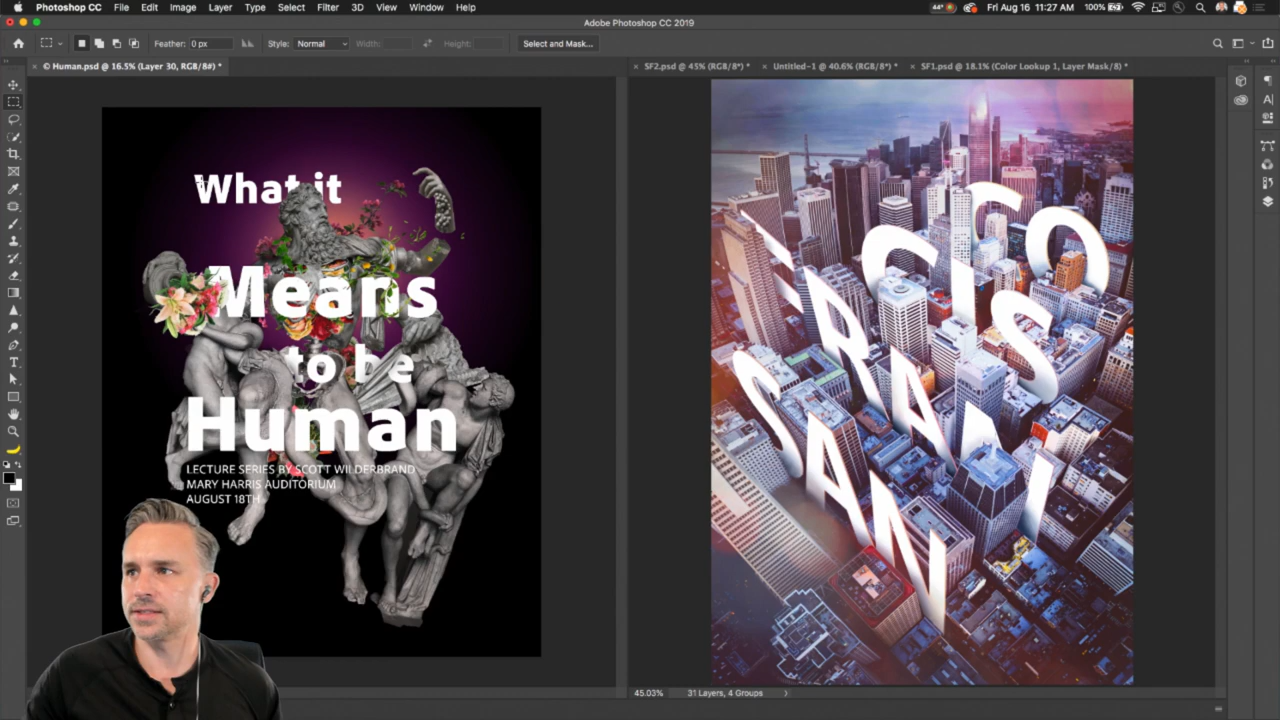 Photoshop CC File Edit Image Layer Type Select Filter 3D View Window Help 44° 100% Fri Aug 16 11:27 AM
Adobe Photoshop CC 2019
Feather: 0 px Style: Normal Width: Height: Select and Mask...
× © Human.psd @ 16.5% (Layer 30, RGB/8#) *
× SF2.psd @ 45% (RGB/8*) * × Untitled-1 @ 40.6% (RGB/8*) * × SF1.psd @ 18.1% (Color Lookup 1, Layer Mask/8) *
What it
Means
to be
Human
LECTURE SERIES BY SCOTT WILDERBRAND
MARY HARRIS AUDITORIUM
AUGUST 18TH
SAN
FRAN
CISCO
45.03% 31 Layers, 4 Groups >